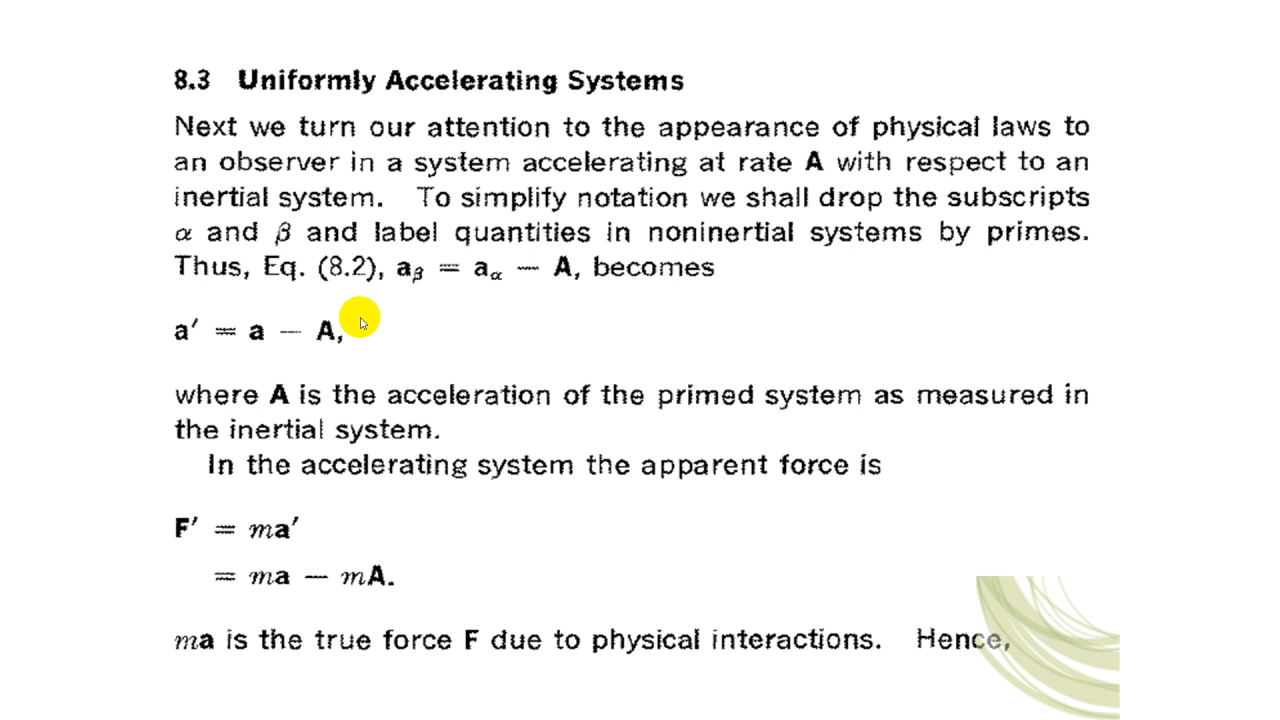 8.3 Uniformly Accelerating Systems
Next we turn our attention to the appearance of physical laws to
an observer in a system accelerating at rate A with respect to an
inertial system. To simplify notation we shall drop the subscripts
α and β and label quantities in noninertial systems by primes.
Thus, Eq. (8.2), aβ = aα − A, becomes
a′ = a − A,
where A is the acceleration of the primed system as measured in
the inertial system.
In the accelerating system the apparent force is
F′ = ma′
= ma − mA.
ma is the true force F due to physical interactions. Hence,